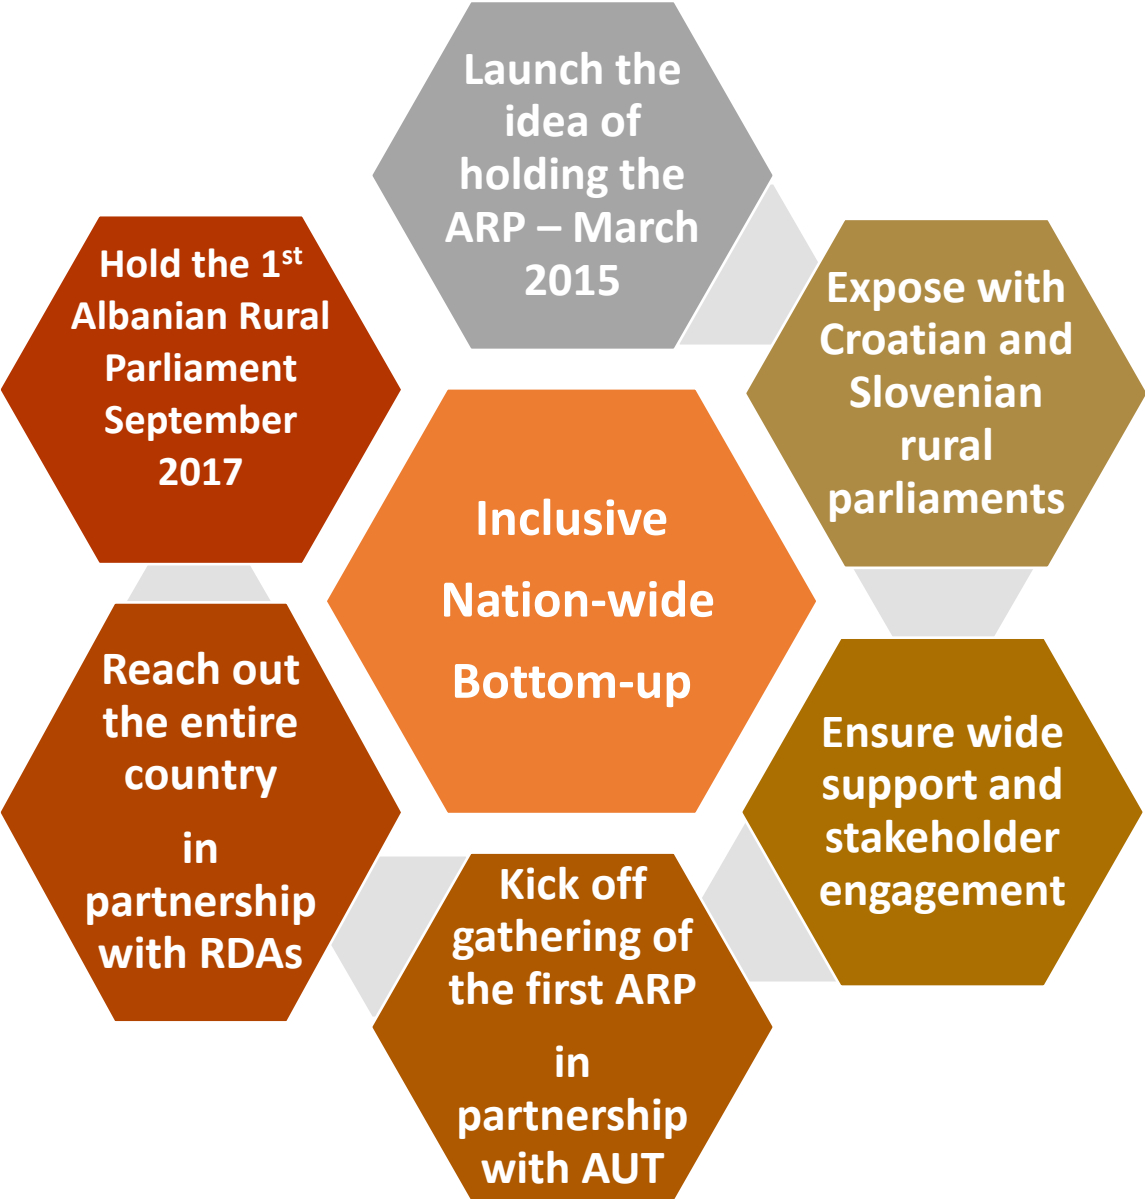 Launch the
idea of
holding the
ARP – March
2015
Expose with
Croatian and
Slovenian
rural
parliaments
Ensure wide
support and
stakeholder
engagement
Kick off
gathering of
the first ARP
in
partnership
with AUT
Reach out
the entire
country
in
partnership
with RDAs
Hold the 1st
Albanian Rural
Parliament
September
2017
Inclusive
Nation-wide
Bottom-up